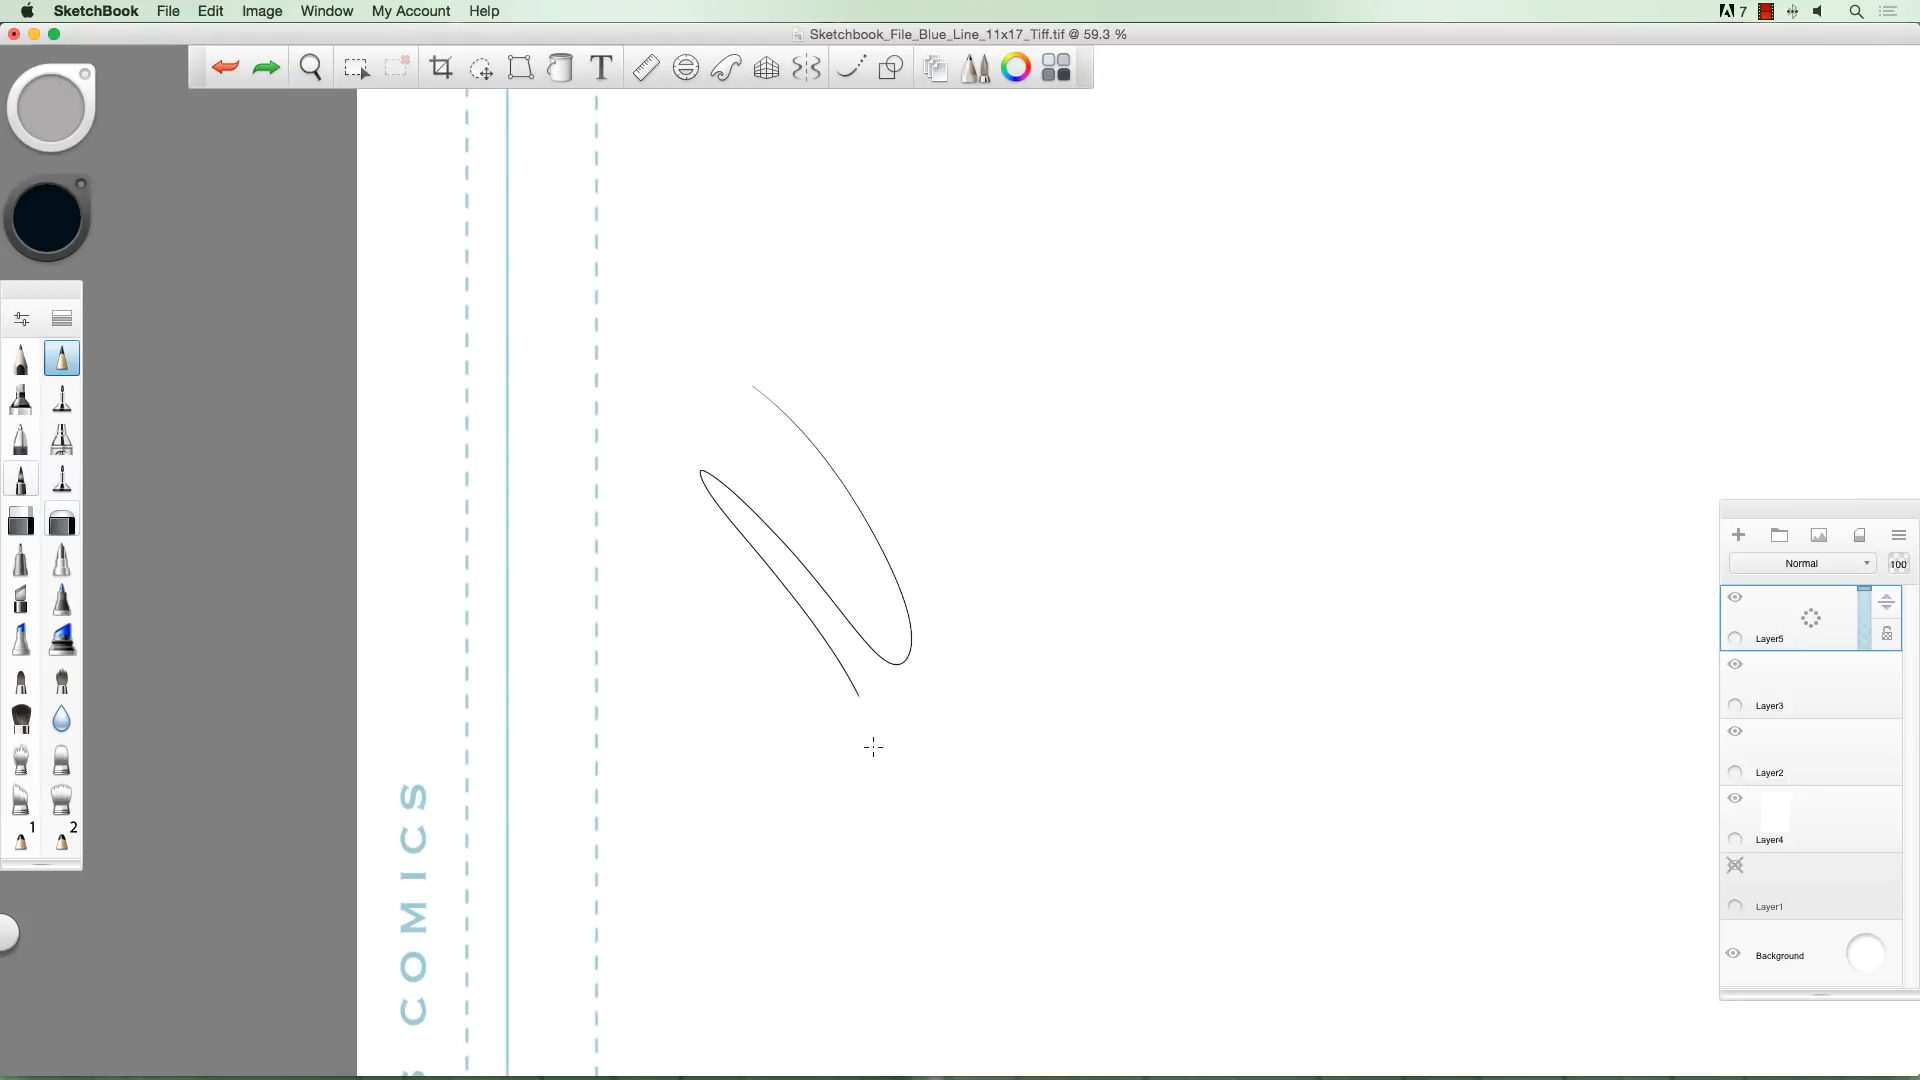 SketchBook File Edit Image Window My Account Help
7
Sketchbook_File_Blue_Line_11x17_Tiff.tif @ 59.3 %
T
1 2
COMICS
Normal 100
Layer5
Layer3
Layer2
Layer4
Layer1
Background